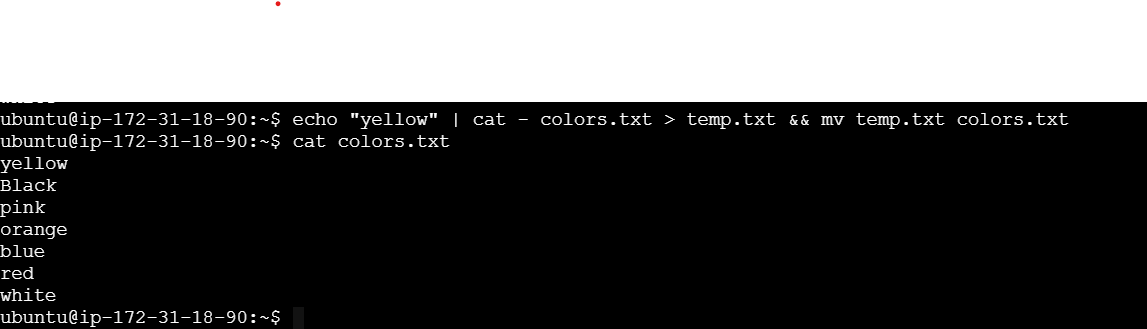 ubuntu@ip-172-31-18-90:~$ echo "yellow" | cat - colors.txt > temp.txt && mv temp.txt colors.txt
ubuntu@ip-172-31-18-90:~$ cat colors.txt
yellow
Black
pink
orange
blue
red
white
ubuntu@ip-172-31-18-90:~$